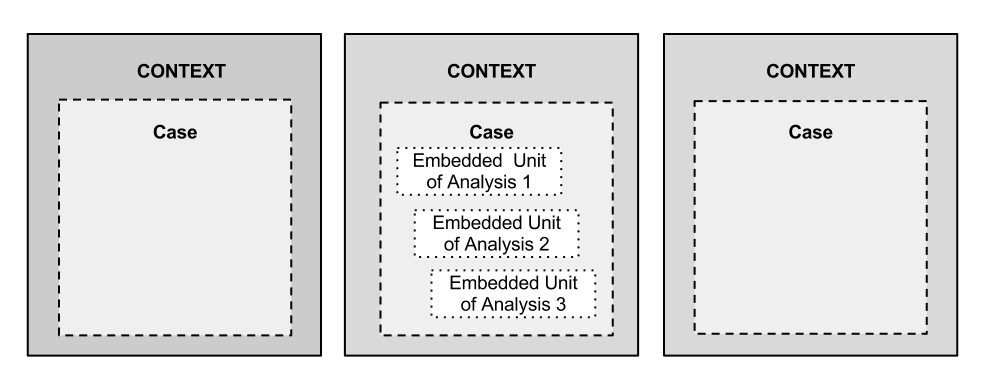 CONTEXT
Case
CONTEXT
Case
Embedded Unit
of Analysis 1
Embedded Unit
of Analysis 2
Embedded Unit
of Analysis 3
CONTEXT
Case